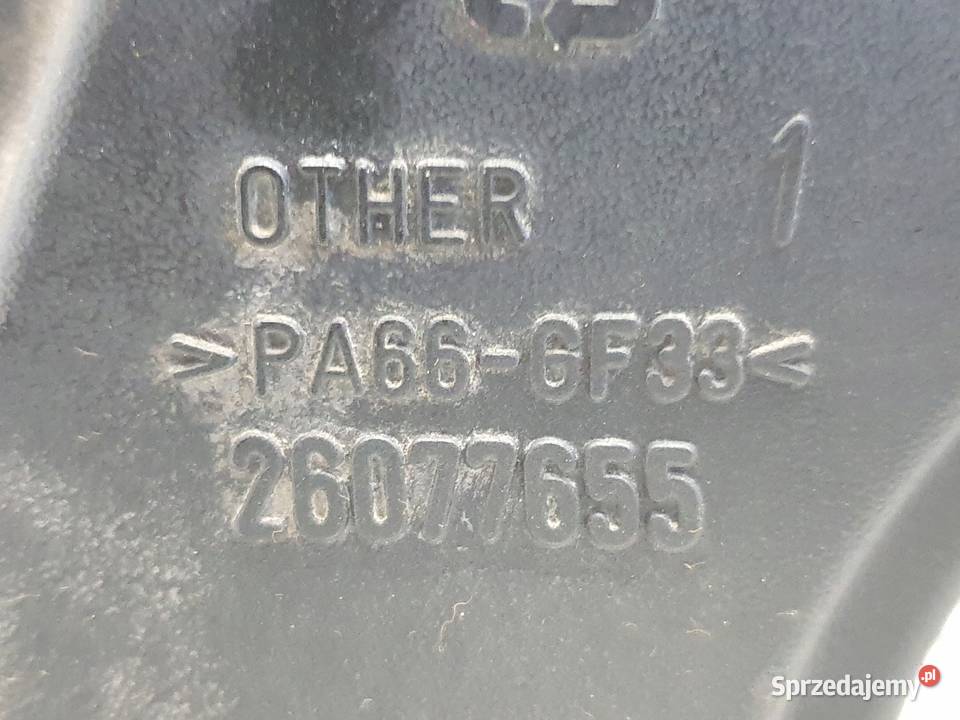 OTHER 1
>PA66-GF33<
26077655
Sprzedajemy.pl